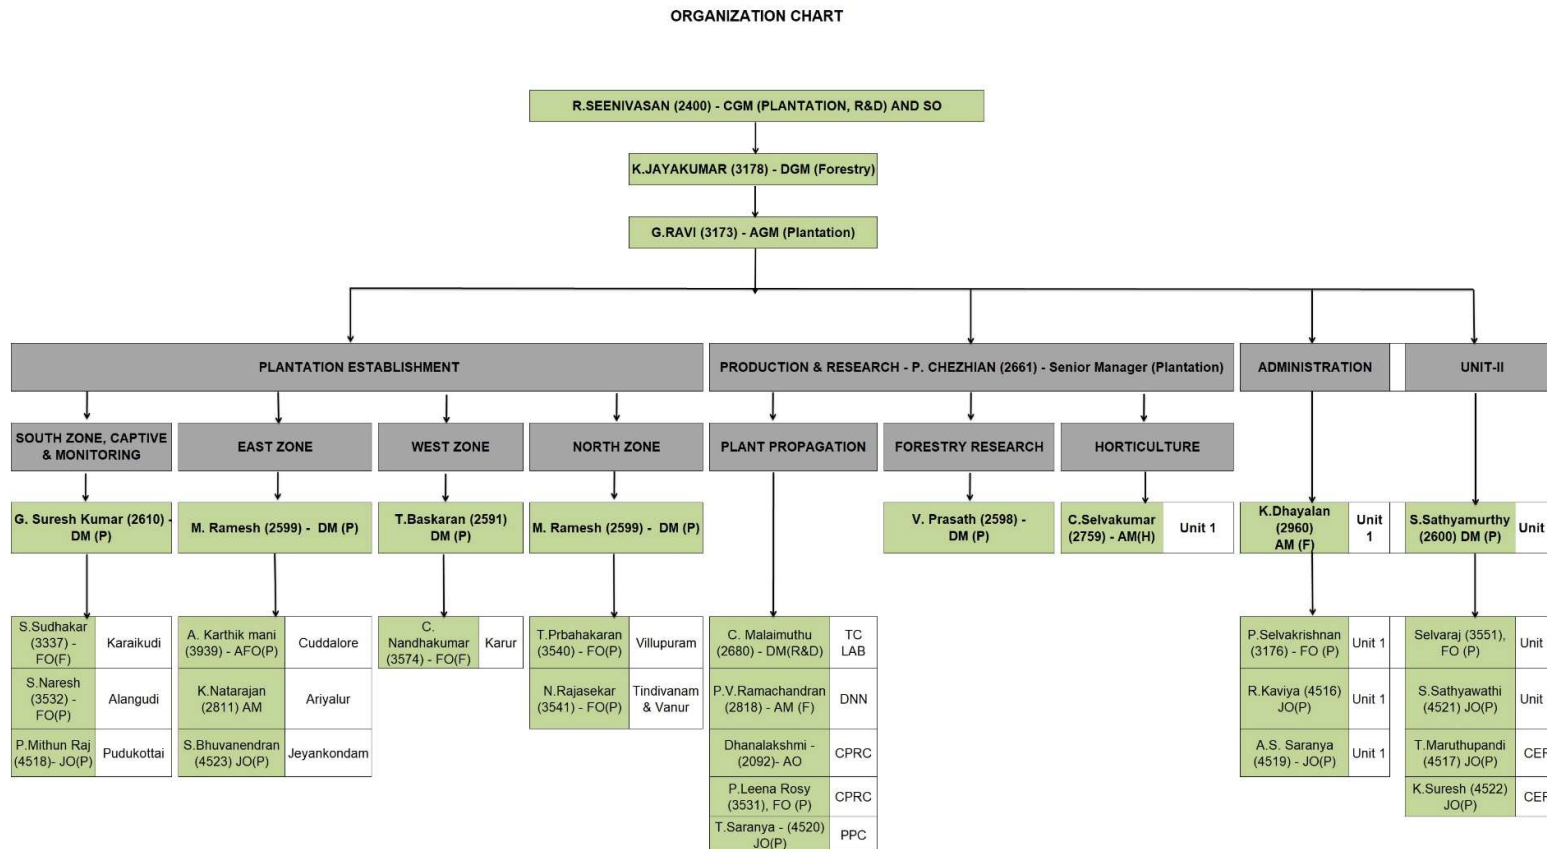 ORGANIZATION CHART
R.SEENIVASAN (2400) - CGM (PLANTATION, R&D) AND SO
K.JAYAKUMAR (3178) - DGM (Forestry)
G.RAVI (3173) - AGM (Plantation)
PLANTATION ESTABLISHMENT
PRODUCTION & RESEARCH - P. CHEZHIAN (2661) - Senior Manager (Plantation)
ADMINISTRATION
UNIT-II
SOUTH ZONE, CAPTIVE
& MONITORING
EAST ZONE
WEST ZONE
NORTH ZONE
PLANT PROPAGATION
FORESTRY RESEARCH
HORTICULTURE
G. Suresh Kumar (2610) -
DM (P)
M. Ramesh (2599) - DM (P)
T.Baskaran (2591)
DM (P)
M. Ramesh (2599) - DM (P)
V. Prasath (2598) -
DM (P)
C.Selvakumar
(2759) - AM(H)
Unit 1
K.Dhayalan
(2960)
AM (F)
Unit
1
S.Sathyamurthy
(2600) DM (P)
Unit
S.Sudhakar
(3337) -
FO(F)
Karaikudi
S.Naresh
(3532) -
FO(P)
Alangudi
P.Mithun Raj
(4518)- JO(P)
Pudukottai
A. Karthik mani
(3939) - AFO(P)
Cuddalore
K.Natarajan
(2811) AM
Ariyalur
S.Bhuvanendran
(4523) JO(P)
Jeyankondam
C.
Nandhakumar
(3574) - FO(F)
Karur
T.Prbahakaran
(3540) - FO(P)
Villupuram
N.Rajasekar
(3541) - FO(P)
Tindivanam
& Vanur
C. Malaimuthu
(2680) - DM(R&D)
TC
LAB
P.V.Ramachandran
(2818) - AM (F)
DNN
Dhanalakshmi -
(2092)- AO
CPRC
P.Leena Rosy
(3531), FO (P)
CPRC
T.Saranya - (4520)
JO(P)
PPC
P.Selvakrishnan
(3176) - FO (P)
Unit 1
R.Kaviya (4516)
JO(P)
Unit 1
A.S. Saranya
(4519) - JO(P)
Unit 1
Selvaraj (3551),
FO (P)
Unit
S.Sathyawathi
(4521) JO(P)
Unit
T.Maruthupandi
(4517) JO(P)
K.Suresh (4522)
JO(P)